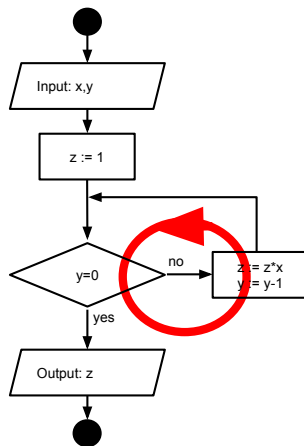 Input: x,y
z := 1
y=0
no
z := z*x
y := y-1
yes
Output: z